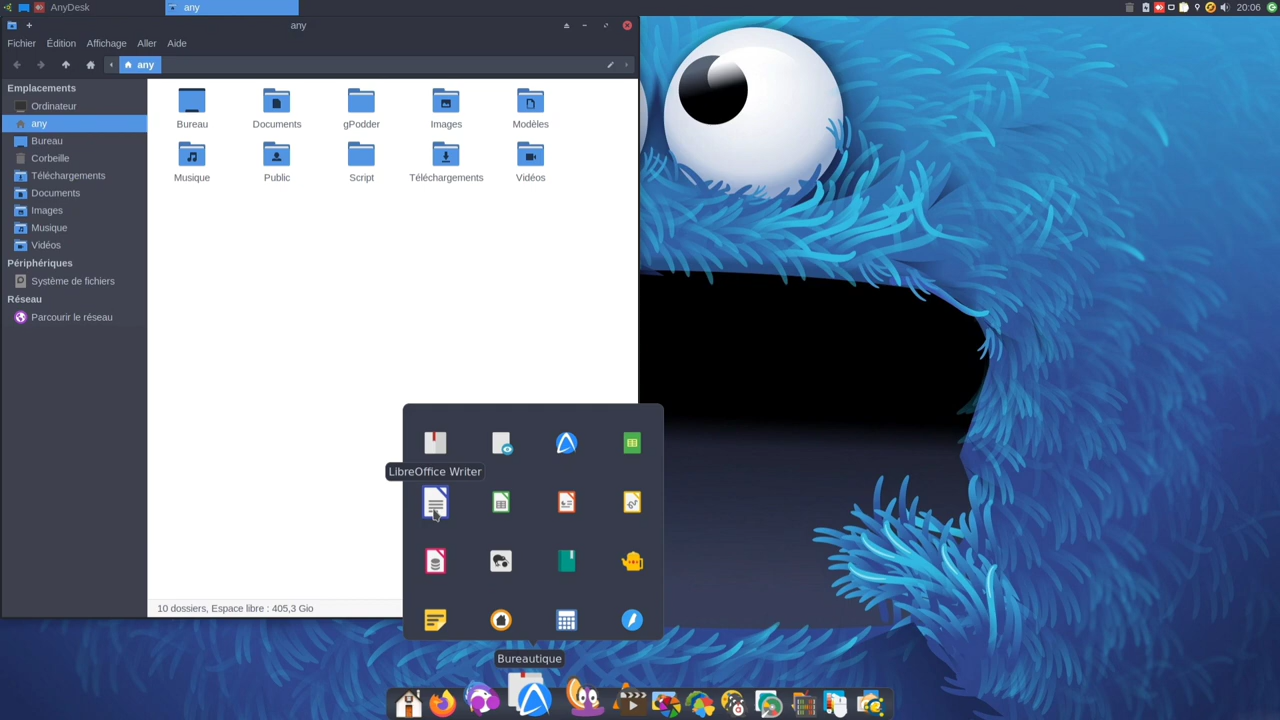 AnyDesk any 20:06
any
Fichier Édition Affichage Aller Aide
any
Emplacements
Ordinateur
any
Bureau
Corbeille
Téléchargements
Documents
Images
Musique
Vidéos
Périphériques
Système de fichiers
Réseau
Parcourir le réseau
Bureau Documents gPodder Images Modèles
Musique Public Script Téléchargements Vidéos
10 dossiers, Espace libre : 405,3 Gio
LibreOffice Writer
Bureautique